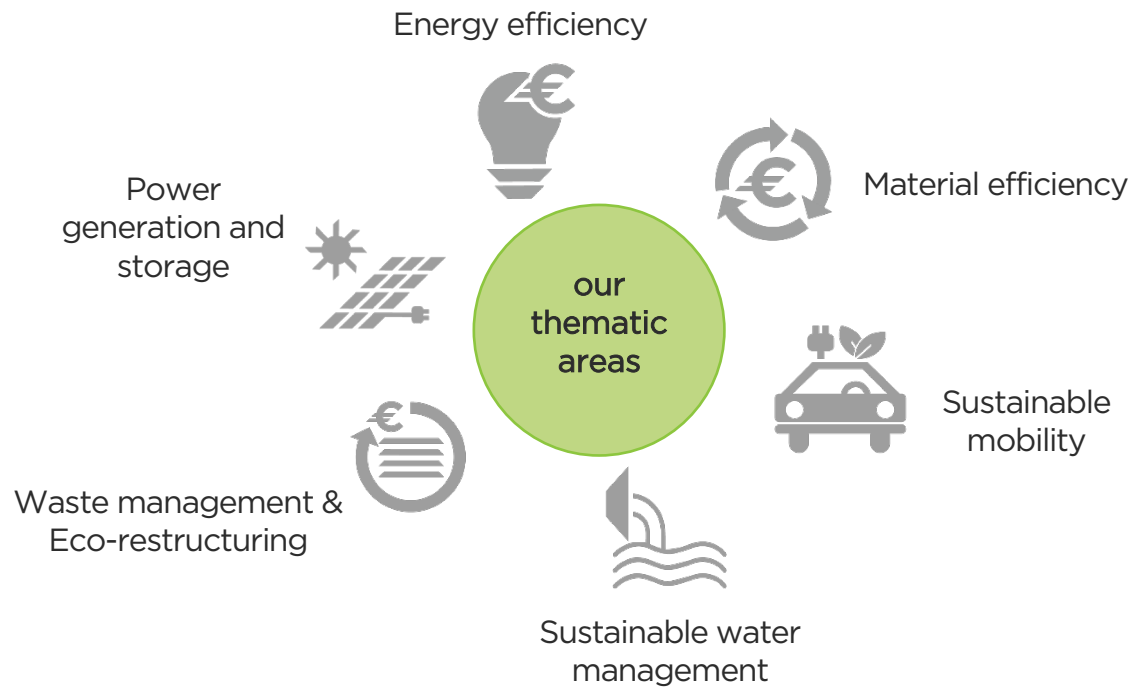 Energy efficiency
Material efficiency
Power
generation and
storage
our
thematic
areas
Sustainable
mobility
Waste management &
Eco-restructuring
Sustainable water
management